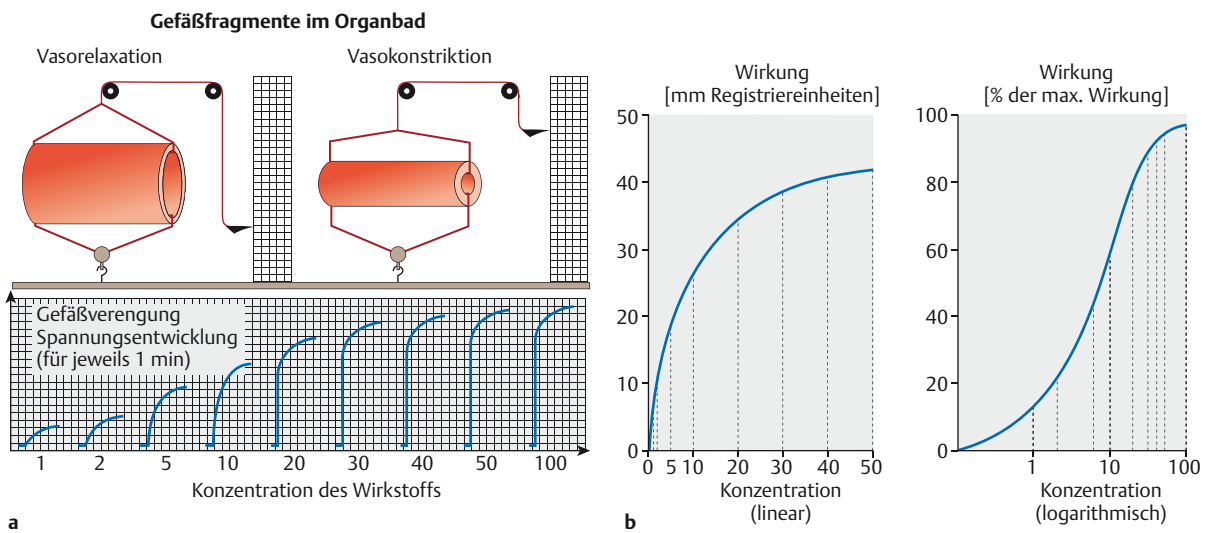 Gefäßfragmente im Organbad
Vasorelaxation
Vasokonstriktion
Gefäßverengung
Spannungsentwicklung
(für jeweils 1 min)
1 2 5 10 20 30 40 50 100
Konzentration des Wirkstoffs
a
Wirkung
[mm Registriereinheiten]
50
40
30
20
10
0
0 5 10 20 30 40 50
Konzentration
(linear)
b
Wirkung
[% der max. Wirkung]
100
80
60
40
20
0
1 10 100
Konzentration
(logarithmisch)